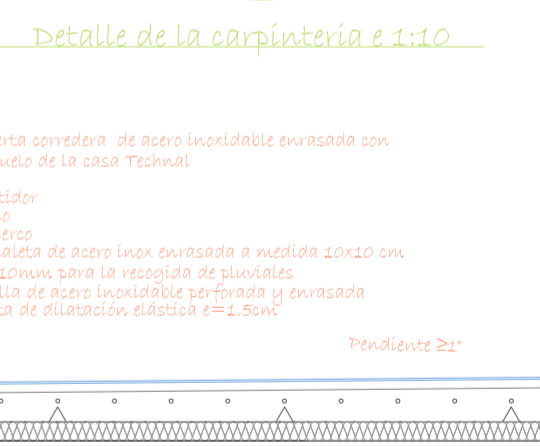 Detalle de la carpintería e 1:10
erta corredera de acero inoxidable enrasada con
uelo de la casa Technal
tidor
o
erco
aleta de acero inox enrasada a medida 10x10 cm
10mm para la recogida de pluviales
lla de acero inoxidable perforada y enrasada
ta de dilatación elástica e=1.5cm
Pendiente ≥1°